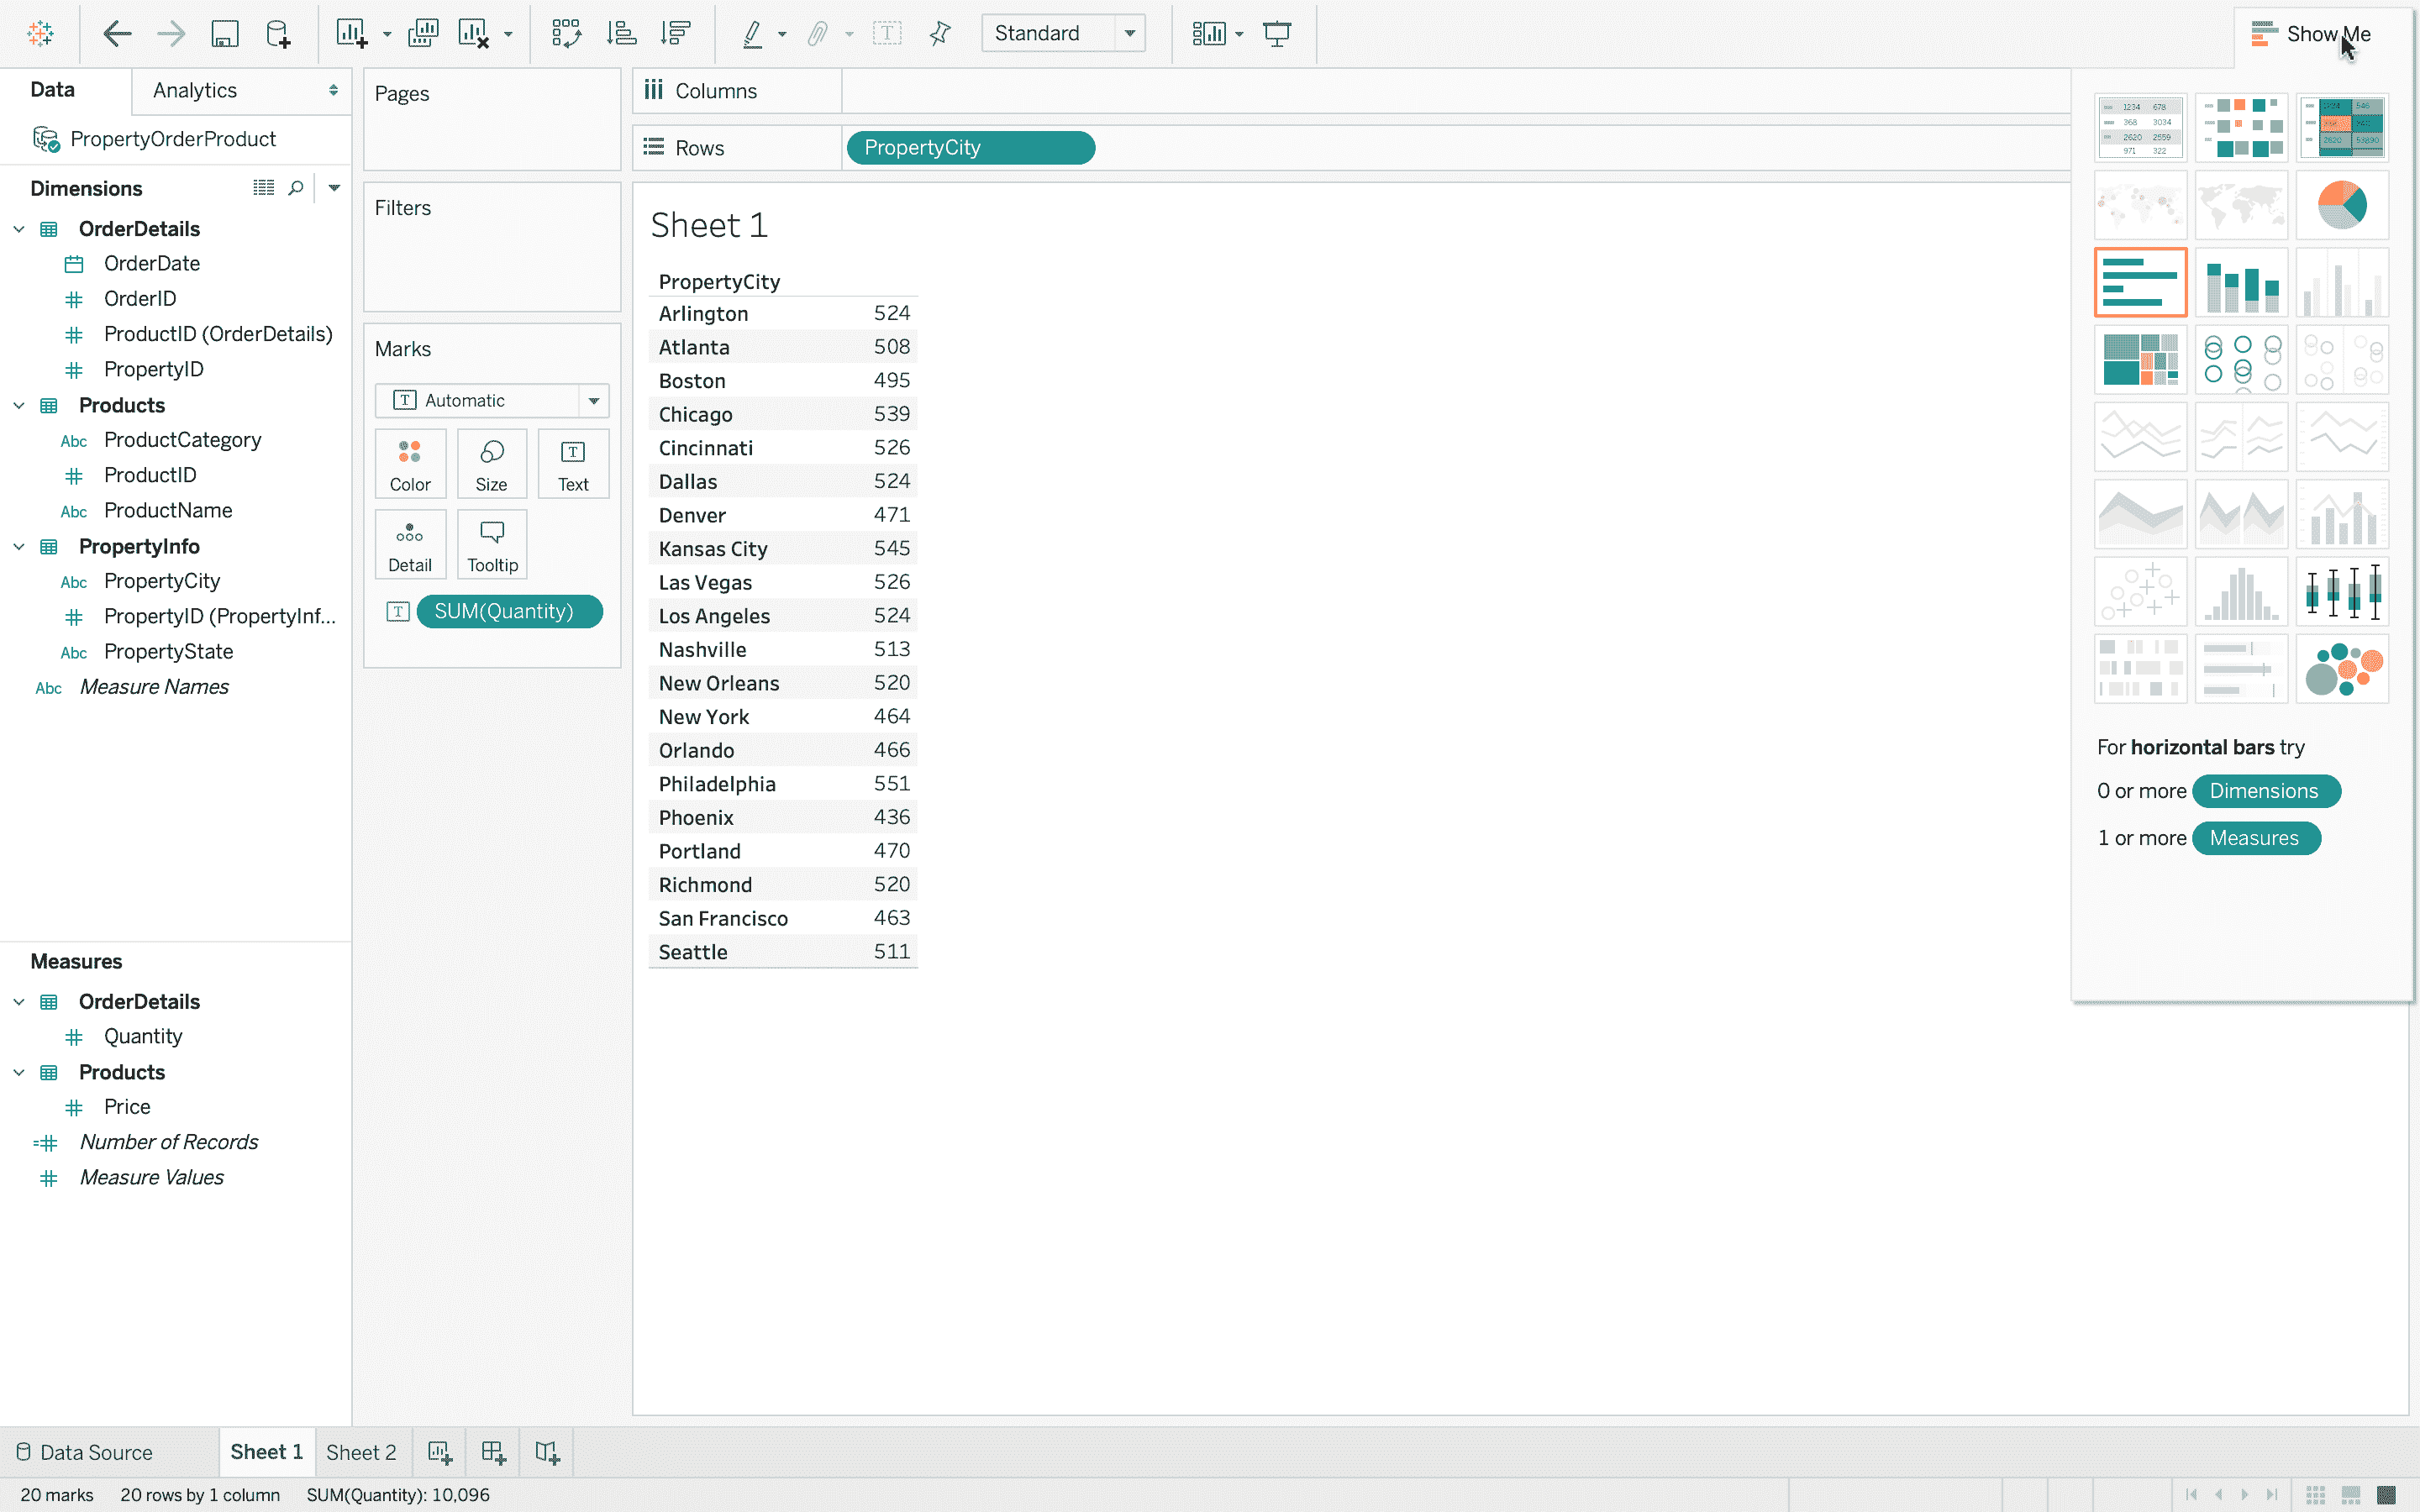 Standard
Show Me
Data
Analytics
PropertyOrderProduct
Dimensions
OrderDetails
OrderDate
OrderID
ProductID (OrderDetails)
PropertyID
Products
Abc ProductCategory
ProductID
Abc ProductName
PropertyInfo
Abc PropertyCity
PropertyID (PropertyInf...
Abc PropertyState
Abc Measure Names
Measures
OrderDetails
Quantity
Products
Price
Number of Records
Measure Values
Pages
Filters
Marks
T Automatic
Color
Size
T Text
Detail
Tooltip
T SUM(Quantity)
Columns
Rows
PropertyCity
Sheet 1
PropertyCity
Arlington 524
Atlanta 508
Boston 495
Chicago 539
Cincinnati 526
Dallas 524
Denver 471
Kansas City 545
Las Vegas 526
Los Angeles 524
Nashville 513
New Orleans 520
New York 464
Orlando 466
Philadelphia 551
Phoenix 436
Portland 470
Richmond 520
San Francisco 463
Seattle 511
1234 678
368 3034
2620 2559
971 322
For horizontal bars try
0 or more Dimensions
1 or more Measures
Data Source
Sheet 1
Sheet 2
20 marks
20 rows by 1 column
SUM(Quantity): 10,096